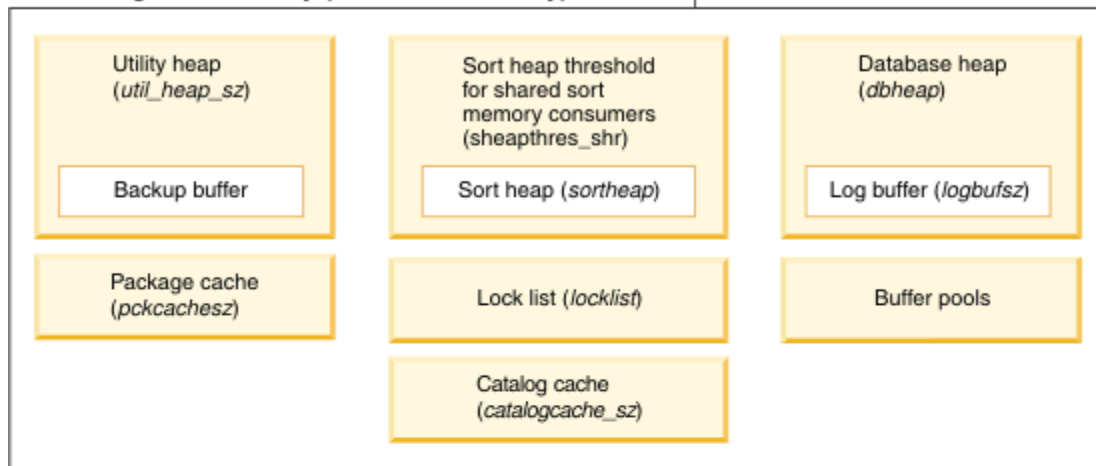 Utility heap
(util_heap_sz)
Backup buffer
Sort heap threshold
for shared sort
memory consumers
(sheapthres_shr)
Sort heap (sortheap)
Database heap
(dbheap)
Log buffer (logbufsz)
Package cache
(pckcachesz)
Lock list (locklist)
Buffer pools
Catalog cache
(catalogcache_sz)